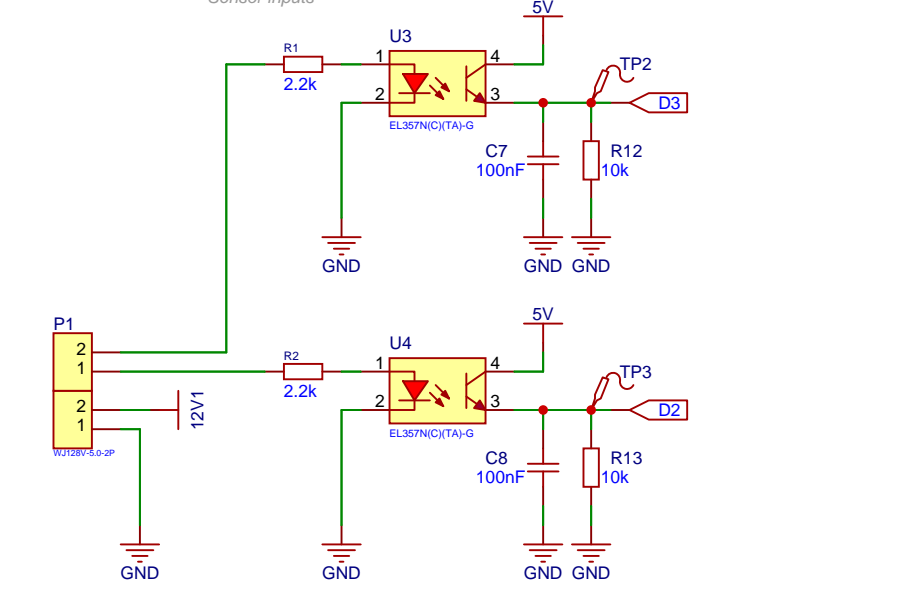 Sensor Inputs
5V
U3
R1
1
4
TP2
2.2k
2
3
D3
EL357N(C)(TA)-G
C7
R12
100nF
10k
GND
GND
GND
P1
5V
U4
2
R2
1
4
TP3
1
2.2k
2
12V1
2
3
D2
1
EL357N(C)(TA)-G
WJ128V-5.0-2P
C8
R13
100nF
10k
GND
GND
GND
GND